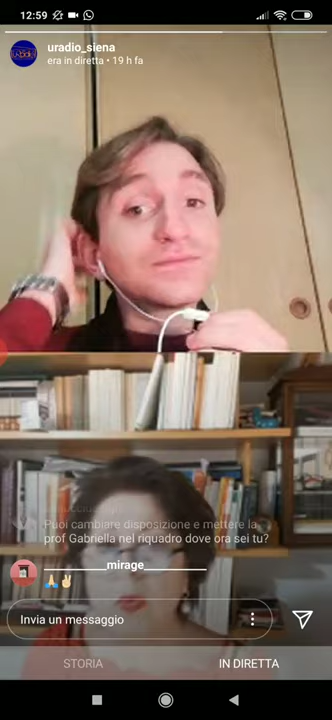 12:59
uradio_siena
era in diretta • 19 h fa
Puoi cambiare disposizione e mettere la
prof Gabriella nel riquadro dove ora sei tu?
__________mirage__________
🙏✌
Invia un messaggio
STORIA
IN DIRETTA